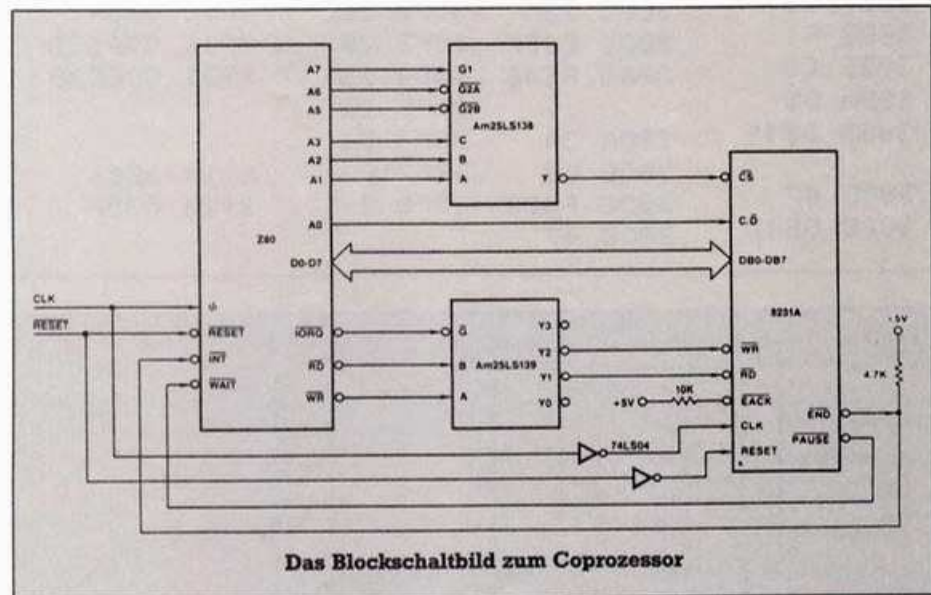 A7 G1
A6 G2A
A5 G2B
Am25LS138
A3 C
A2 B
A1 A Y CS
A0 C/D
Z80
D0-D7 DB0-DB7
8231A
CLK
RESET RESET IORQ G Y3
INT Y2 WR
RD B Am25LS139 Y1 RD
WAIT WR A Y0
+5V 10K EACK
+5V
4.7K
END
CLK
74LS04
PAUSE
RESET
Das Blockschaltbild zum Coprozessor